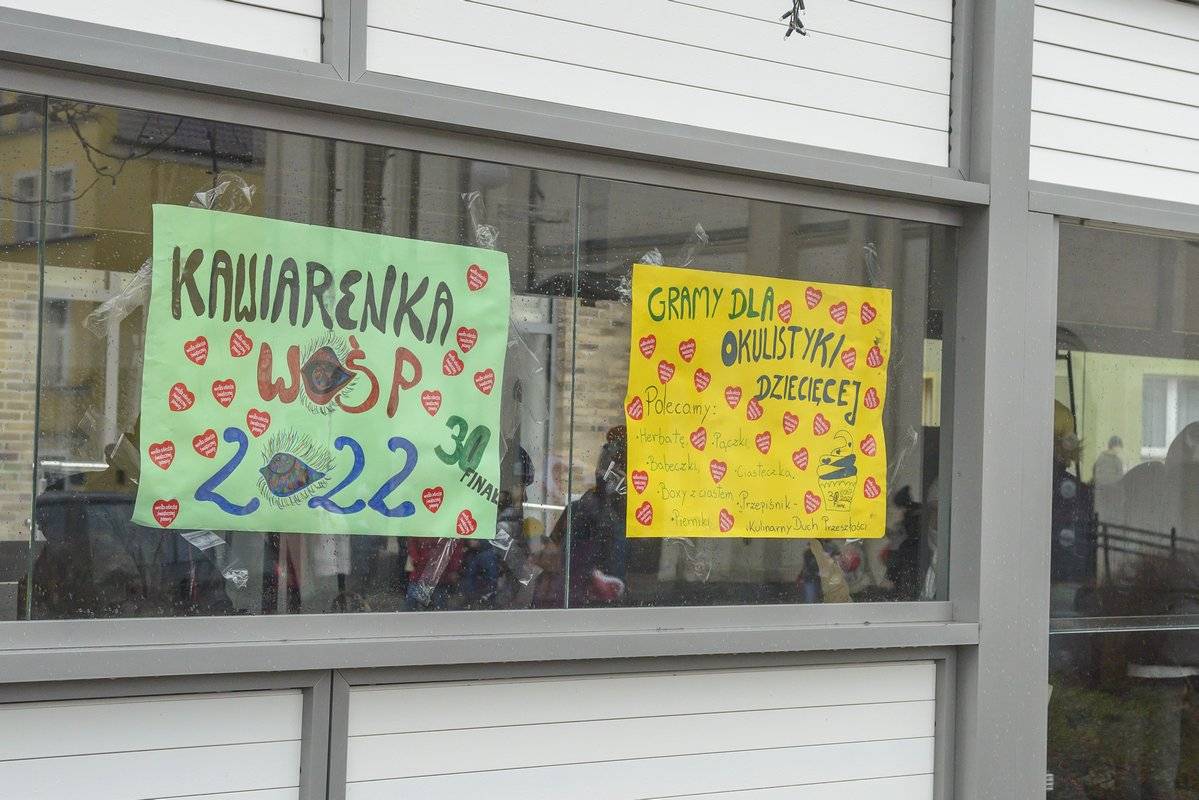 KAWIARENKA
WOŚP
2022
30
FINAŁ
GRAMY DLA
OKULISTYKI
DZIECIĘCEJ
Polecamy:
• Herbatę • Pączki
• Babeczki • Ciasteczka
• Boxy z ciastem • Przepiśnik -
• Pierniki • Kulinarny Duch Przeszłości